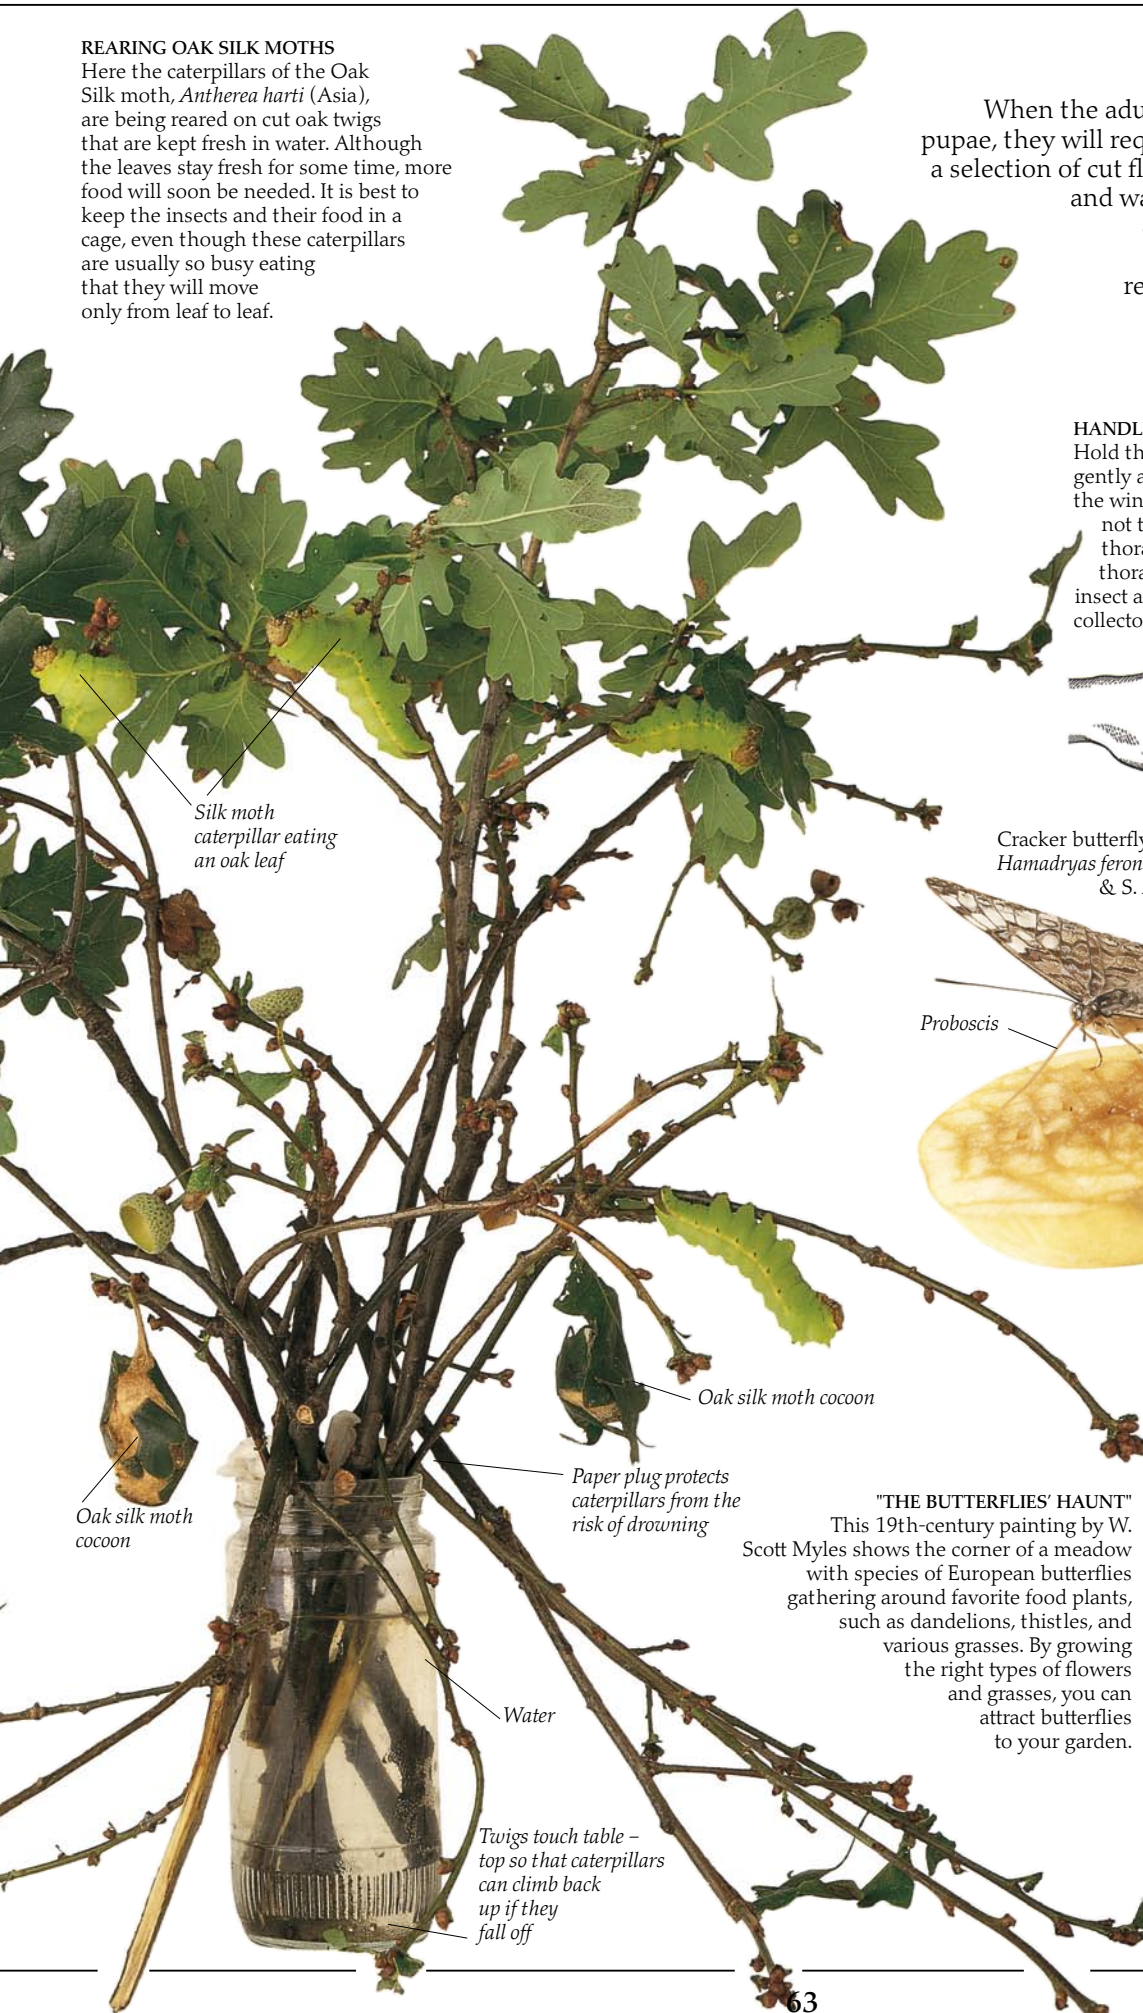 REARING OAK SILK MOTHS
Here the caterpillars of the Oak
Silk moth, Antherea harti (Asia),
are being reared on cut oak twigs
that are kept fresh in water. Although
the leaves stay fresh for some time, more
food will soon be needed. It is best to
keep the insects and their food in a
cage, even though these caterpillars
are usually so busy eating
that they will move
only from leaf to leaf.
When the adu
pupae, they will req
a selection of cut fl
and wa
re
HANDL
Hold th
gently a
the win
not t
thora
thora
insect a
collecto
Silk moth
caterpillar eating
an oak leaf
Cracker butterfly
Hamadryas feron
& S.
Proboscis
Oak silk moth cocoon
Oak silk moth
cocoon
Paper plug protects
caterpillars from the
risk of drowning
"THE BUTTERFLIES' HAUNT"
This 19th-century painting by W.
Scott Myles shows the corner of a meadow
with species of European butterflies
gathering around favorite food plants,
such as dandelions, thistles, and
various grasses. By growing
the right types of flowers
and grasses, you can
attract butterflies
to your garden.
Water
Twigs touch table –
top so that caterpillars
can climb back
up if they
fall off
63